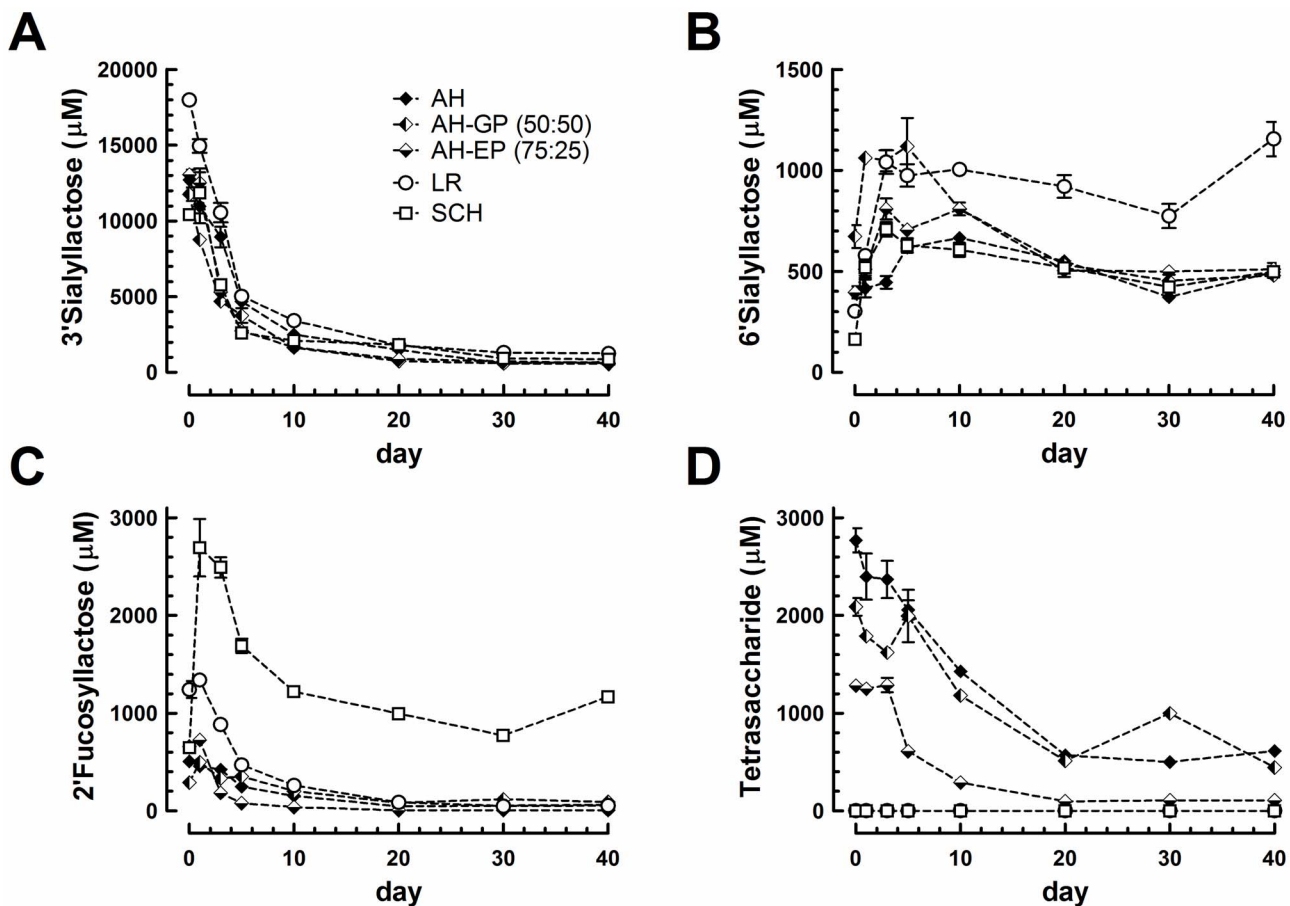 A
3'Sialyllactose (μM)
20000
15000
10000
5000
0
AH
AH-GP (50:50)
AH-EP (75:25)
LR
SCH
0 10 20 30 40
day
B
6'Sialyllactose (μM)
1500
1000
500
0
0 10 20 30 40
day
C
2'Fucosyllactose (μM)
3000
2000
1000
0
0 10 20 30 40
day
D
Tetrasaccharide (μM)
3000
2000
1000
0
0 10 20 30 40
day